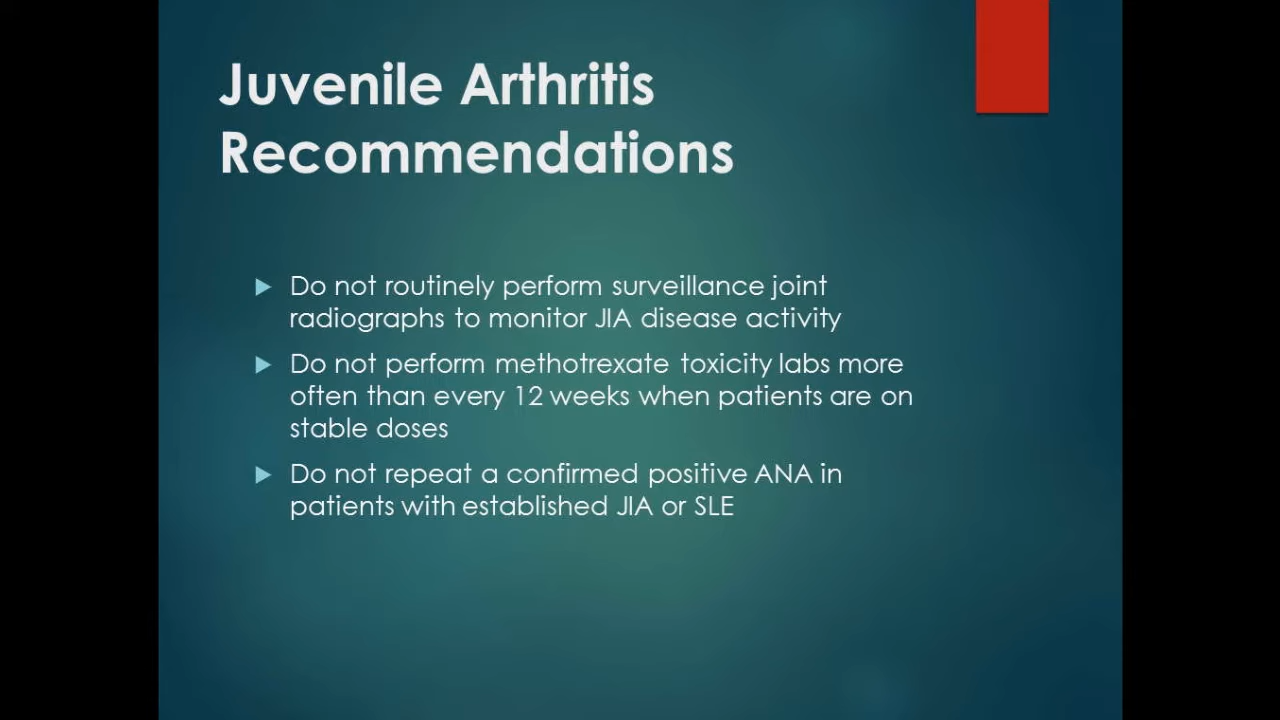 Juvenile Arthritis
Recommendations
Do not routinely perform surveillance joint
radiographs to monitor JIA disease activity
Do not perform methotrexate toxicity labs more
often than every 12 weeks when patients are on
stable doses
Do not repeat a confirmed positive ANA in
patients with established JIA or SLE